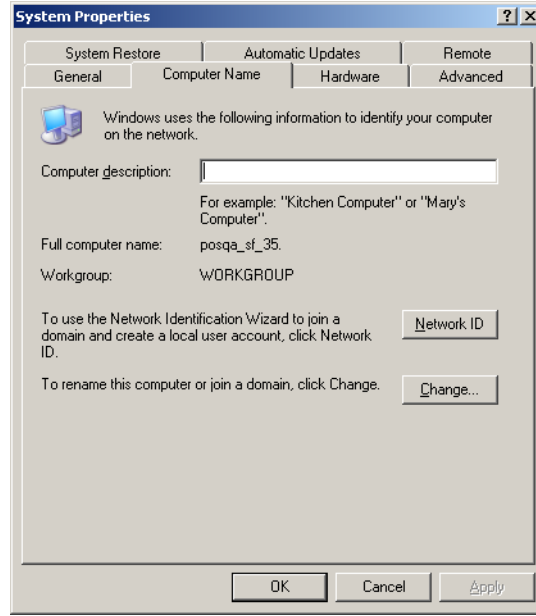 System Properties
System Restore Automatic Updates Remote
General Computer Name Hardware Advanced
Windows uses the following information to identify your computer
on the network.
Computer description:
For example: "Kitchen Computer" or "Mary's
Computer".
Full computer name: posqa_sf_35.
Workgroup: WORKGROUP
To use the Network Identification Wizard to join a
domain and create a local user account, click Network
ID.
Network ID
To rename this computer or join a domain, click Change.
Change...
OK Cancel Apply